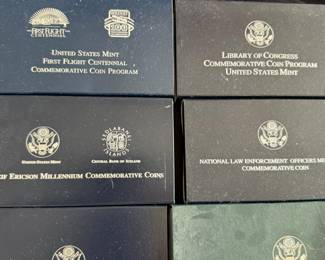 FIRST FLIGHT
CENTENNIAL
UNITED STATES MINT
FIRST FLIGHT CENTENNIAL
COMMEMORATIVE COIN PROGRAM
LIBRARY OF CONGRESS
COMMEMORATIVE COIN PROGRAM
UNITED STATES MINT
UNITED STATES MINT
CENTRAL BANK OF ICELAND
EIF ERICSON MILLENNIUM COMMEMORATIVE COINS
NATIONAL LAW ENFORCEMENT OFFICERS ME
COMMEMORATIVE COIN